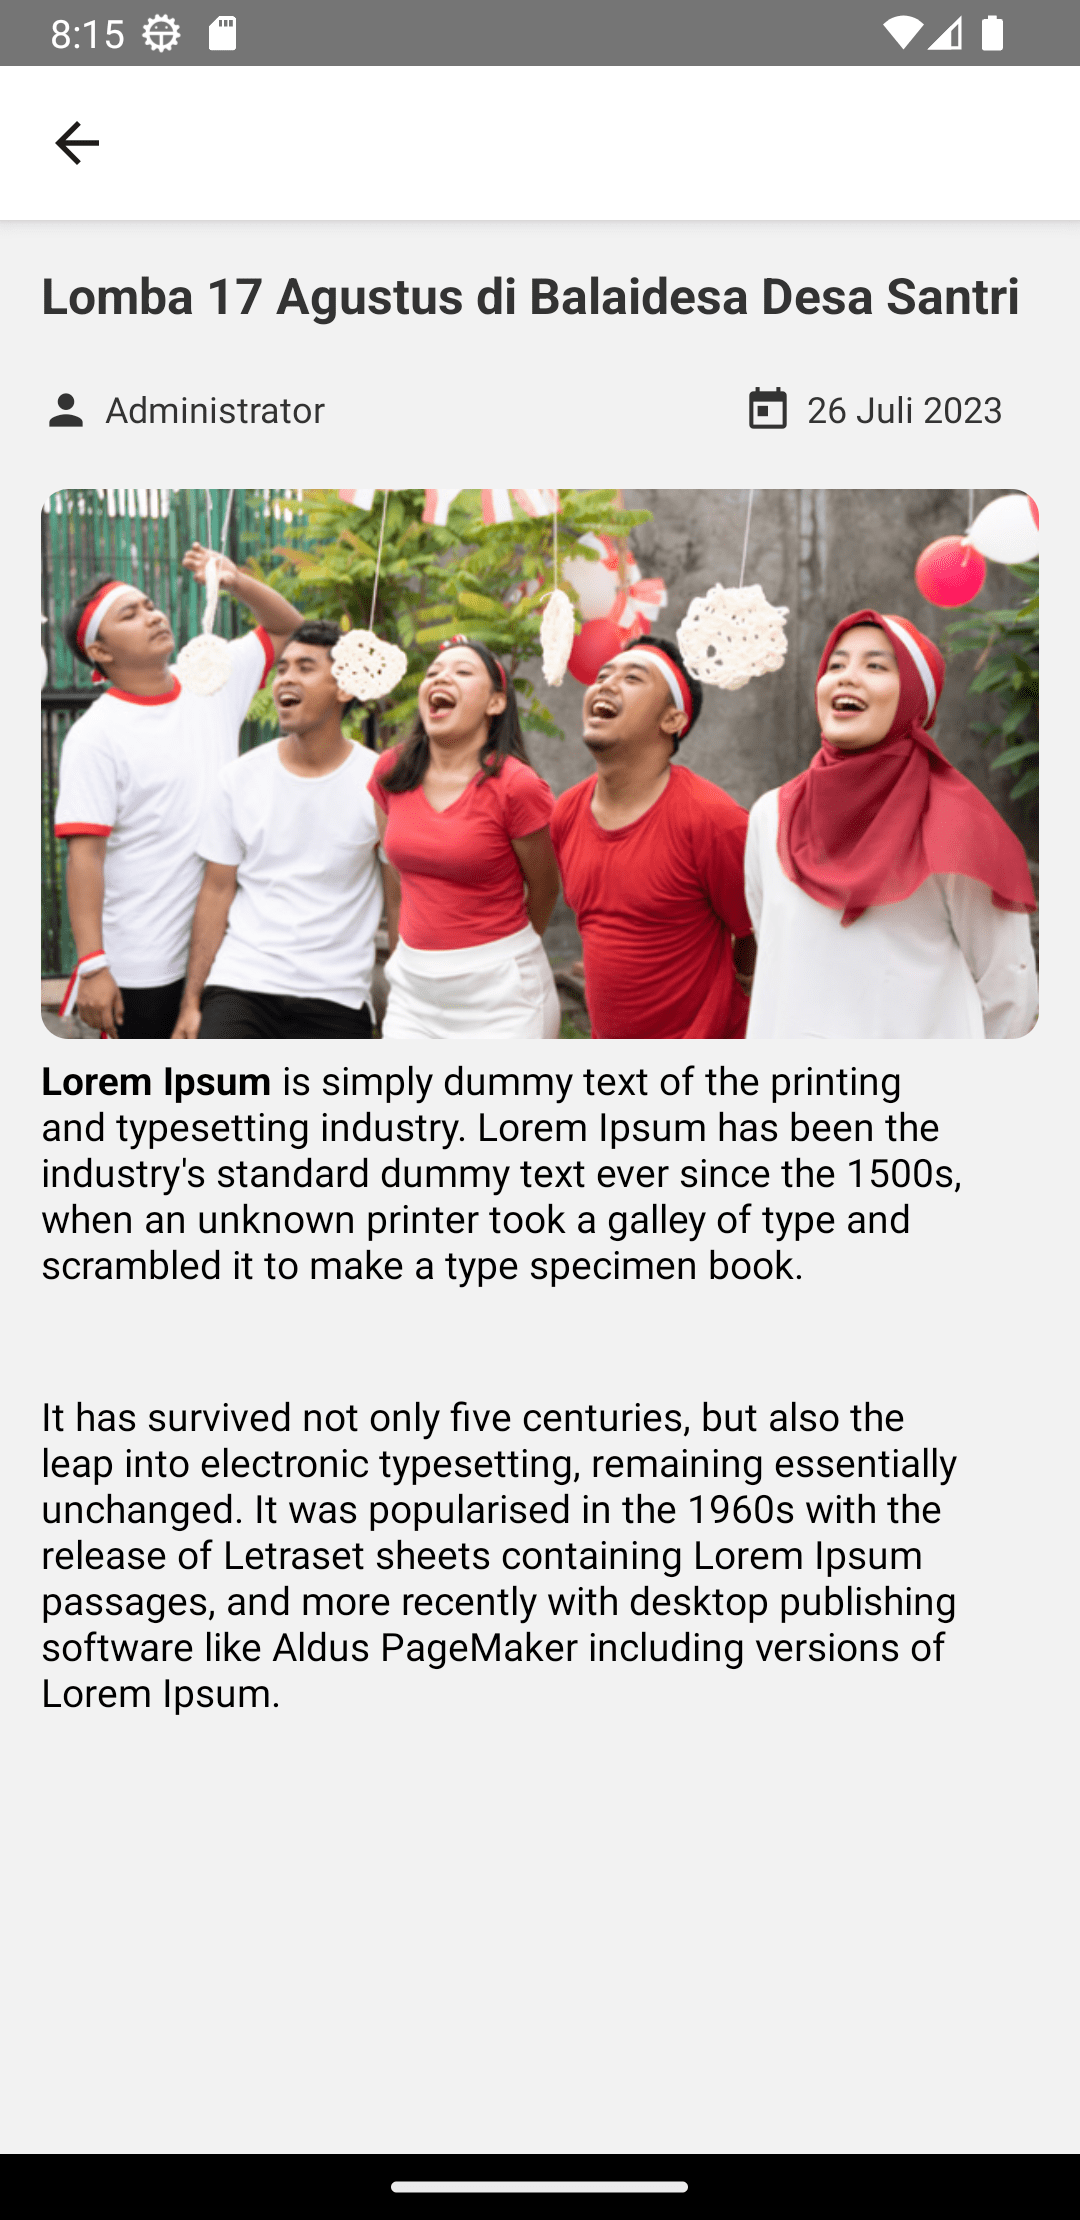 8:15
Lomba 17 Agustus di Balaidesa Desa Santri
Administrator
26 Juli 2023
Lorem Ipsum is simply dummy text of the printing
and typesetting industry. Lorem Ipsum has been the
industry's standard dummy text ever since the 1500s,
when an unknown printer took a galley of type and
scrambled it to make a type specimen book.
It has survived not only five centuries, but also the
leap into electronic typesetting, remaining essentially
unchanged. It was popularised in the 1960s with the
release of Letraset sheets containing Lorem Ipsum
passages, and more recently with desktop publishing
software like Aldus PageMaker including versions of
Lorem Ipsum.